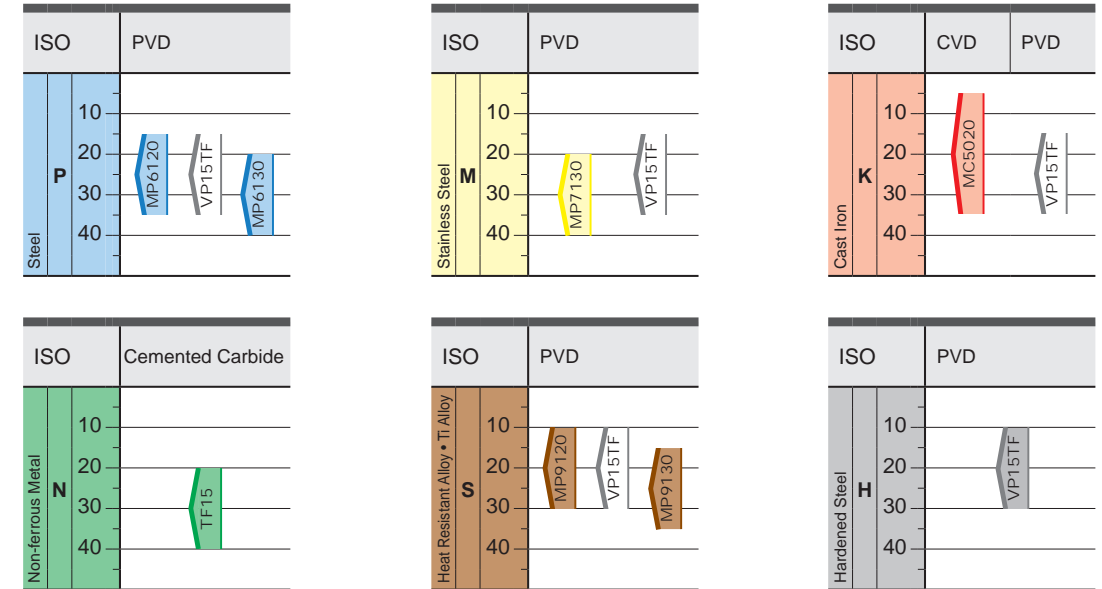 ISO PVD
Steel
P
10
20
30
40
MP6120
VP15TF
MP6130
ISO PVD
Stainless Steel
M
10
20
30
40
MP7130
VP15TF
ISO CVD PVD
Cast Iron
K
10
20
30
40
MC5020
VP15TF
ISO Cemented Carbide
Non-ferrous Metal
N
10
20
30
40
TF15
ISO PVD
Heat Resistant Alloy • Ti Alloy
S
10
20
30
40
MP9120
VP15TF
MP9130
ISO PVD
Hardened Steel
H
10
20
30
40
VP15TF